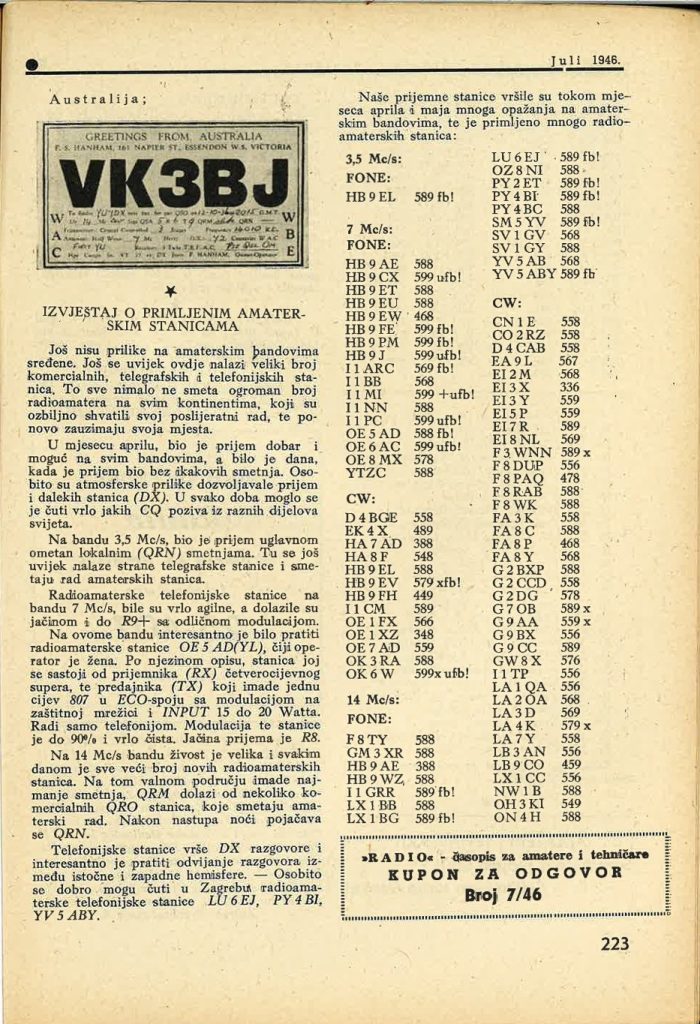 Juli 1946.
Australija;
GREETINGS FROM AUSTRALIA
F. S. HANHAM, 161 NAPIER ST., ESSENDON W.5, VICTORIA
VK3BJ
W
A
C
W
B
E
★
IZVJEŠTAJ O PRIMLJENIM AMATER-
SKIM STANICAMA
Još nisu prilike na amaterskim bandovima
sređene. Još se uvijek ovdje nalazi veliki broj
komercialnih, telegrafskih i telefonijskih sta-
nica. To sve nimalo ne smeta ogroman broj
radioamatera na svim kontinentima, koji su
ozbiljno shvatili svoj poslijeratni rad, te po-
novo zauzimaju svoja mjesta.
U mjesecu aprilu, bio je prijem dobar i
moguć na svim bandovima, a bilo je dana,
kada je prijem bio bez ikakovih smetnja. Oso-
bito su atmosferske prilike dozvoljavale prijem
i dalekih stanica (DX). U svako doba moglo se
je čuti vrlo jakih CQ poziva iz raznih dijelova
svijeta.
Na bandu 3,5 Mc/s, bio je prijem uglavnom
ometan lokalnim (QRN) smetnjama. Tu se još
uvijek nalaze strane telegrafske stanice i sme-
taju rad amaterskih stanica.
Radioamaterske telefonijske stanice na
bandu 7 Mc/s, bile su vrlo agilne, a dolazile su
jačinom i do R9+ sa odličnom modulacijom.
Na ovome bandu interesantno je bilo pratiti
radioamaterske stanice OE 5 AD(YL), čiji ope-
rator je žena. Po njezinom opisu, stanica joj
se sastoji od prijemnika (RX) četverocijevnog
supera, te predajnika (TX) koji imade jednu
cijev 807 u ECO-spoju sa modulacijom na
zaštitnoj mrežici i INPUT 15 do 20 Watta.
Radi samo telefonijom. Modulacija te stanice
je do 90% i vrlo čista. Jačina prijema je R8.
Na 14 Mc/s bandu život je velika i svakim
danom je sve veći broj novih radioamaterskih
stanica. Na tom valnom području imade naj-
manje smetnja, QRM dolazi od nekoliko ko-
mercialnih QRO stanica, koje smetaju ama-
terski rad. Nakon nastupa noći pojačava
se QRN.
Telefonijske stanice vrše DX razgovore i
interesantno je pratiti odvijanje razgovora iz-
među istočne i zapadne hemisfere. — Osobito
se dobro mogu čuti u Zagrebu radioama-
terske telefonijske stanice LU 6 EJ, PY 4 BI,
YV 5 ABY.
Naše prijemne stanice vršile su tokom mje-
seca aprila i maja mnoga opažanja na amater-
skim bandovima, te je primljeno mnogo radio-
amaterskih stanica:
3,5 Mc/s:
FONE:
HB 9 EL 589 fb!
7 Mc/s:
FONE:
HB 9 AE 588
HB 9 CX 599 ufb!
HB 9 ET 588
HB 9 EU 588
HB 9 EW 468
HB 9 FE 599 fb!
HB 9 PM 599 fb!
HB 9 J 599 ufb!
I 1 ARC 569 fb!
I 1 BB 568
I 1 MI 599 +ufb!
I 1 NN 588
I 1 PC 599 ufb!
OE 5 AD 588 fb!
OE 6 AC 599 ufb!
OE 8 MX 578
YTZC 588
CW:
D 4 BGE 558
EK 4 X 489
HA 7 AD 388
HA 8 F 548
HB 9 EL 588
HB 9 EV 579 xfb!
HB 9 FH 449
I 1 CM 589
OE 1 FX 566
OE 1 XZ 348
OE 7 AD 559
OK 3 RA 588
OK 6 W 599x ufb!
14 Mc/s:
FONE:
F 8 TY 588
GM 3 XR 588
HB 9 AE 388
HB 9 WZ, 588
I 1 GRR 589 fb!
LX 1 BB 588
LX 1 BG 589 fb!
LU 6 EJ 589 fb!
OZ 8 NI 588
PY 2 ET 589 fb!
PY 4 BI 589 fb!
PY 4 BC 588
SM 5 YV 589 fb!
SV 1 GV 568
SV 1 GY 588
YV 5 AB 568
YV 5 ABY 589 fb
CW:
CN 1 E 558
CO 2 RZ 558
D 4 CAB 558
EA 9 L 567
EI 2 M 568
EI 3 X 336
EI 3 Y 559
EI 5 P 559
EI 7 R 589
EI 8 NL 569
F 3 WNN 589 x
F 8 DUP 556
F 8 PAQ 478
F 8 RAB 588
F 8 WK 588
FA 3 K 558
FA 8 C 588
FA 8 P 468
FA 8 Y 568
G 2 BXP 588
G 2 CCD 558
G 2 DG 578
G 7 OB 589 x
G 9 AA 559 x
G 9 BX 556
G 9 CC 589
GW 8 X 576
I 1 TP 556
LA 1 QA 556
LA 2 OA 568
LA 3 D 569
LA 4 K 579 x
LA 7 Y 558
LB 3 AN 556
LB 9 CO 459
LX 1 CC 556
NW 1 B 588
OH 3 KI 549
ON 4 H 588
»RADIO« - časopis za amatere i tehničare
KUPON ZA ODGOVOR
Broj 7/46
223